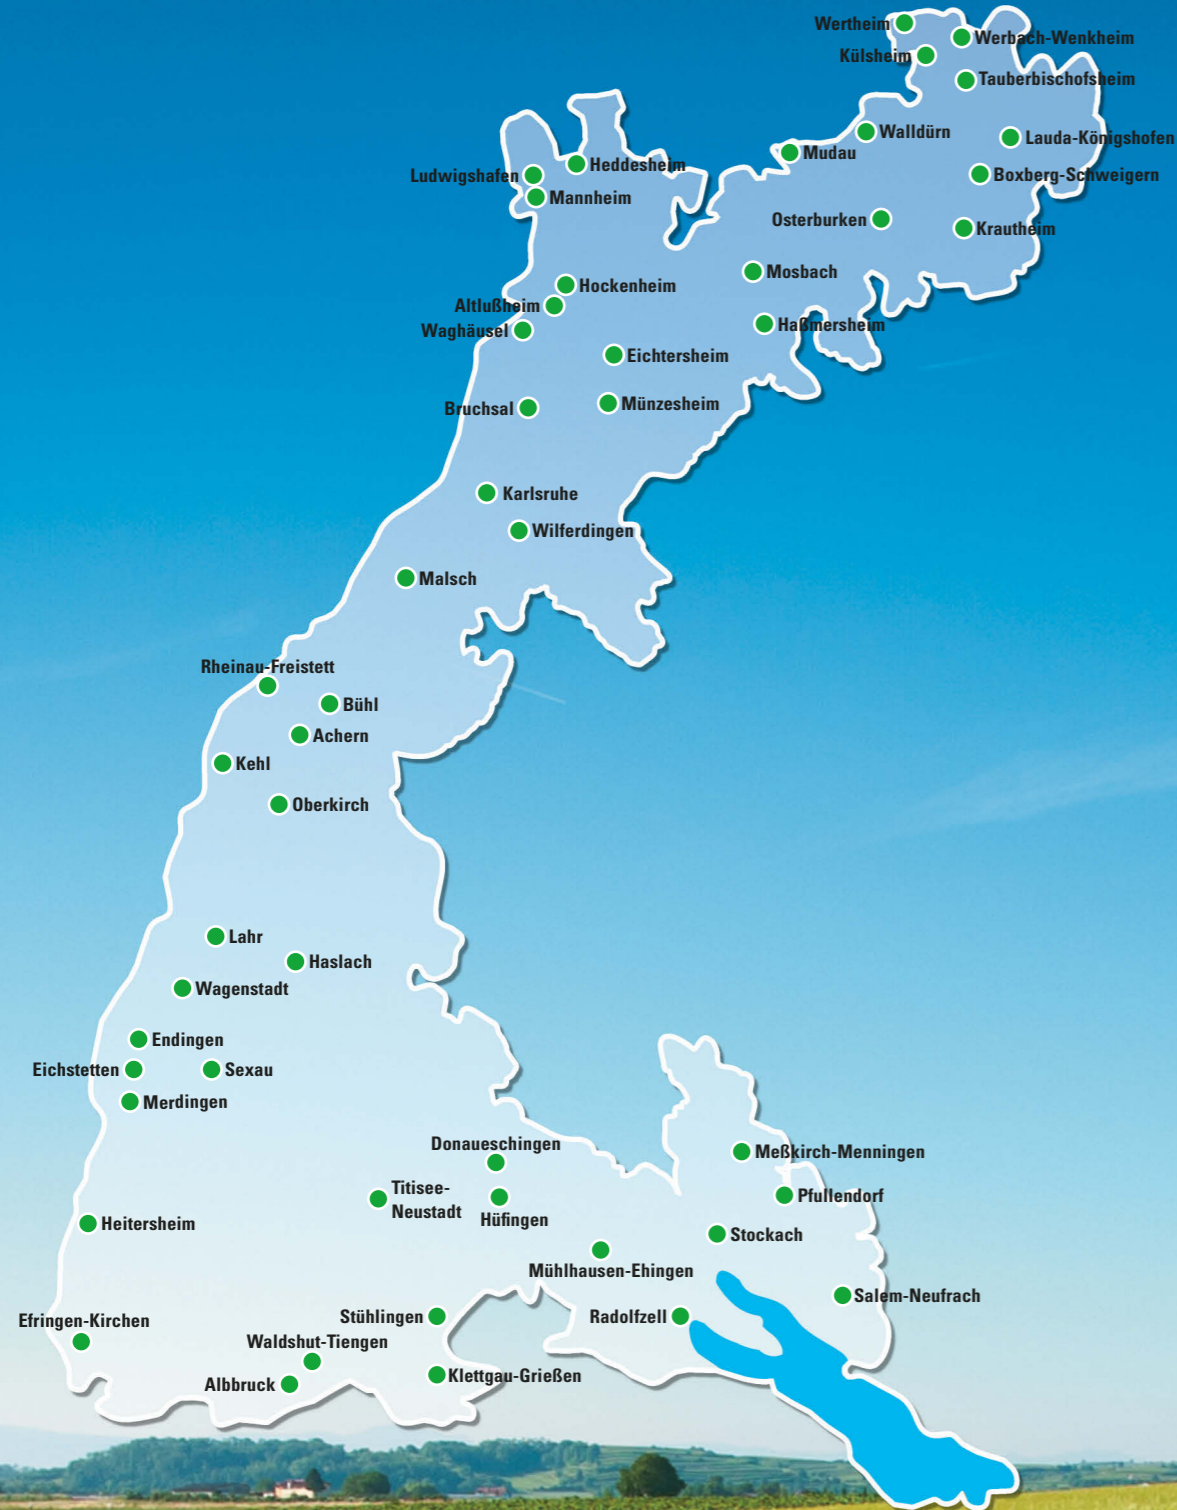 Wertheim
Werbach-Wenkheim
Külsheim
Tauberbischofsheim
Walldürn
Lauda-Königshofen
Mudau
Heddesheim
Ludwigshafen
Boxberg-Schweigern
Mannheim
Osterburken
Krautheim
Mosbach
Hockenheim
Altlußheim
Haßmersheim
Waghäusel
Eichtersheim
Münzesheim
Bruchsal
Karlsruhe
Wilferdingen
Malsch
Rheinau-Freistett
Bühl
Achern
Kehl
Oberkirch
Lahr
Haslach
Wagenstadt
Endingen
Eichstetten
Sexau
Merdingen
Donaueschingen
Meßkirch-Menningen
Titisee-
Neustadt
Pfullendorf
Hüfingen
Heitersheim
Stockach
Mühlhausen-Ehingen
Salem-Neufrach
Radolfzell
Stühlingen
Efringen-Kirchen
Waldshut-Tiengen
Klettgau-Grießen
Albbruck